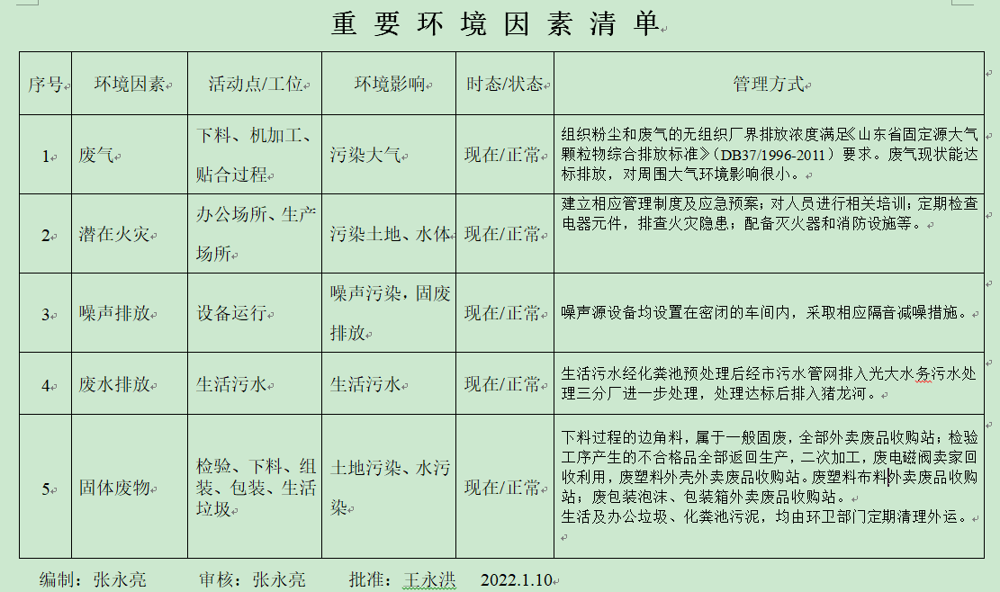 重 要 环 境 因 素 清 单
序号 环境因素 活动点/工位 环境影响 时态/状态 管理方式
1 废气
下料、机加工、
贴合过程
污染大气 现在/正常
组织粉尘和废气的无组织厂界排放浓度满足《山东省固定源大气
颗粒物综合排放标准》（DB37/1996-2011）要求。废气现状能达
标排放，对周围大气环境影响很小。
2 潜在火灾
办公场所、生产
场所
污染土地、水体 现在/正常
建立相应管理制度及应急预案；对人员进行相关培训；定期检查
电器元件，排查火灾隐患；配备灭火器和消防设施等。
3 噪声排放 设备运行
噪声污染，固废
排放
现在/正常
噪声源设备均设置在密闭的车间内，采取相应隔音减噪措施。
4 废水排放 生活污水 生活污水 现在/正常
生活污水经化粪池预处理后经市污水管网排入光大水务污水处
理三分厂进一步处理，处理达标后排入猪龙河。
5 固体废物
检验、下料、组
装、包装、生活
垃圾
土地污染、水污
染
现在/正常
下料过程的边角料，属于一般固废，全部外卖废品收购站；检验
工序产生的不合格品全部返回生产，二次加工，废电磁阀卖家回
收利用，废塑料外壳外卖废品收购站。废塑料布料外卖废品收购
站；废包装泡沫、包装箱外卖废品收购站。
生活及办公垃圾、化粪池污泥，均由环卫部门定期清理外运。
编制：张永亮 审核：张永亮 批准：王永洪 2022.1.10